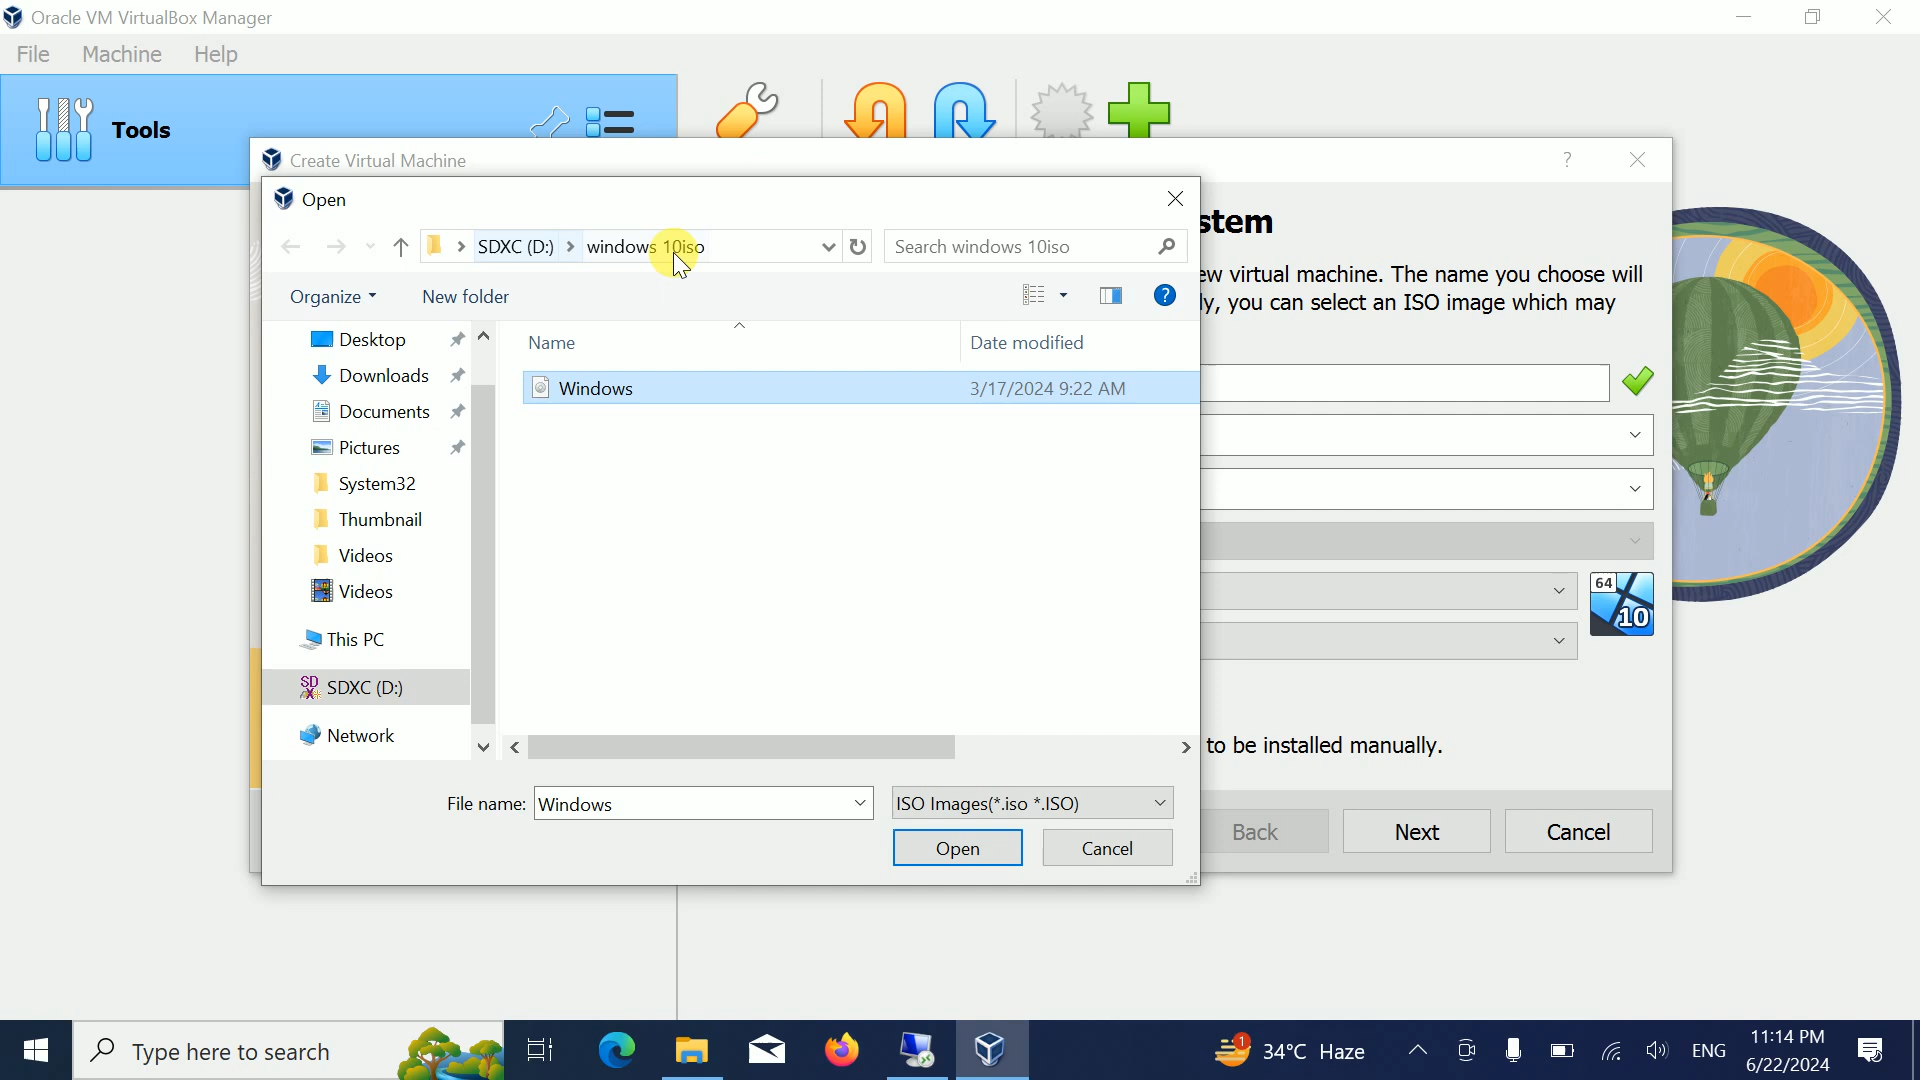 Oracle VM VirtualBox Manager
File Machine Help
Tools
Create Virtual Machine
?
Open
stem
SDXC (D:) windows 10iso
Search windows 10iso
ew virtual machine. The name you choose will
ly, you can select an ISO image which may
Organize New folder
?
Name Date modified
Desktop
Downloads
Documents
Pictures
System32
Thumbnail
Videos
Videos
This PC
SDXC (D:)
Network
Windows 3/17/2024 9:22 AM
64
10
to be installed manually.
File name: Windows ISO Images(*.iso *.ISO)
Open Cancel
Back Next Cancel
Type here to search
1
34°C Haze
ENG
11:14 PM
6/22/2024